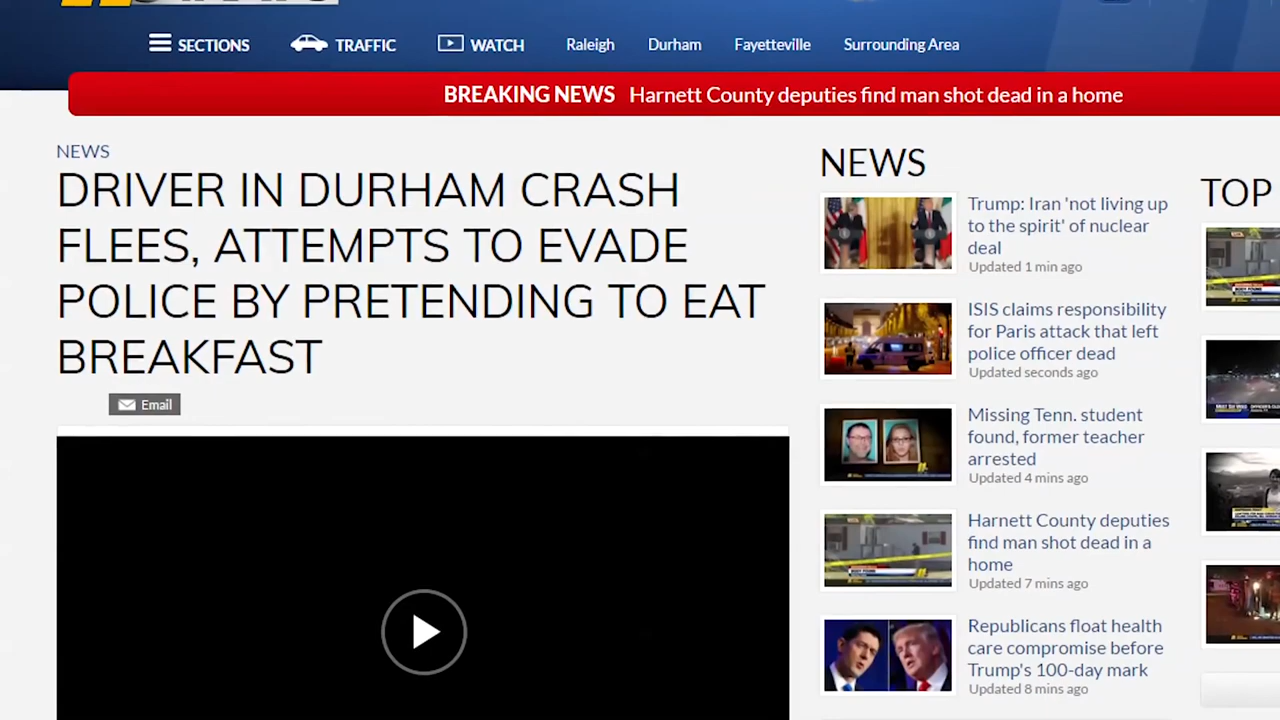 SECTIONS TRAFFIC WATCH Raleigh Durham Fayetteville Surrounding Area
BREAKING NEWS Harnett County deputies find man shot dead in a home
NEWS
DRIVER IN DURHAM CRASH
FLEES, ATTEMPTS TO EVADE
POLICE BY PRETENDING TO EAT
BREAKFAST
Email
NEWS
Trump: Iran 'not living up
to the spirit' of nuclear
deal
Updated 1 min ago
ISIS claims responsibility
for Paris attack that left
police officer dead
Updated seconds ago
Missing Tenn. student
found, former teacher
arrested
Updated 4 mins ago
Harnett County deputies
find man shot dead in a
home
Updated 7 mins ago
Republicans float health
care compromise before
Trump's 100-day mark
Updated 8 mins ago
TOP